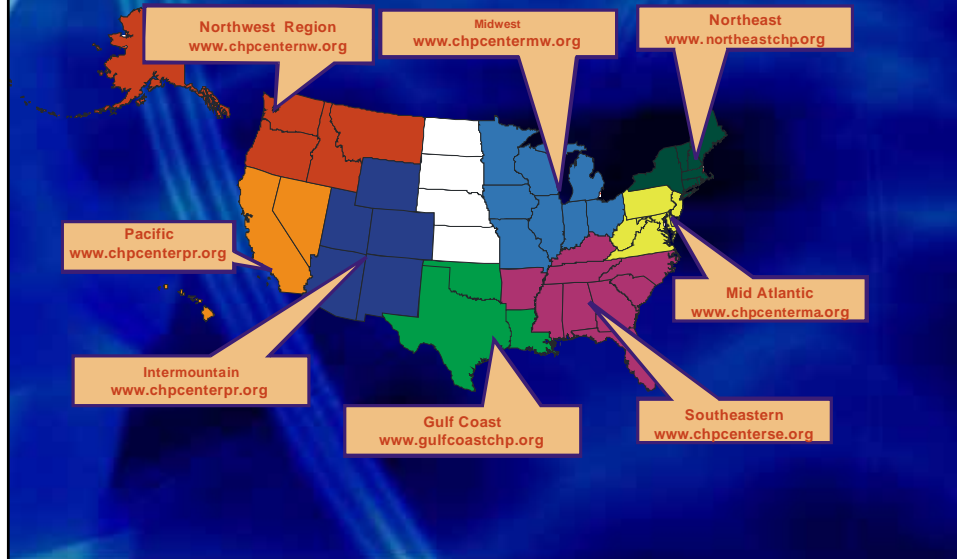 Northwest Region
www.chpcenternw.org
Midwest
www.chpcentermw.org
Northeast
www.northeastchp.org
Pacific
www.chpcenterpr.org
Mid Atlantic
www.chpcenterma.org
Intermountain
www.chpcenterpr.org
Gulf Coast
www.gulfcoastchp.org
Southeastern
www.chpcenterse.org